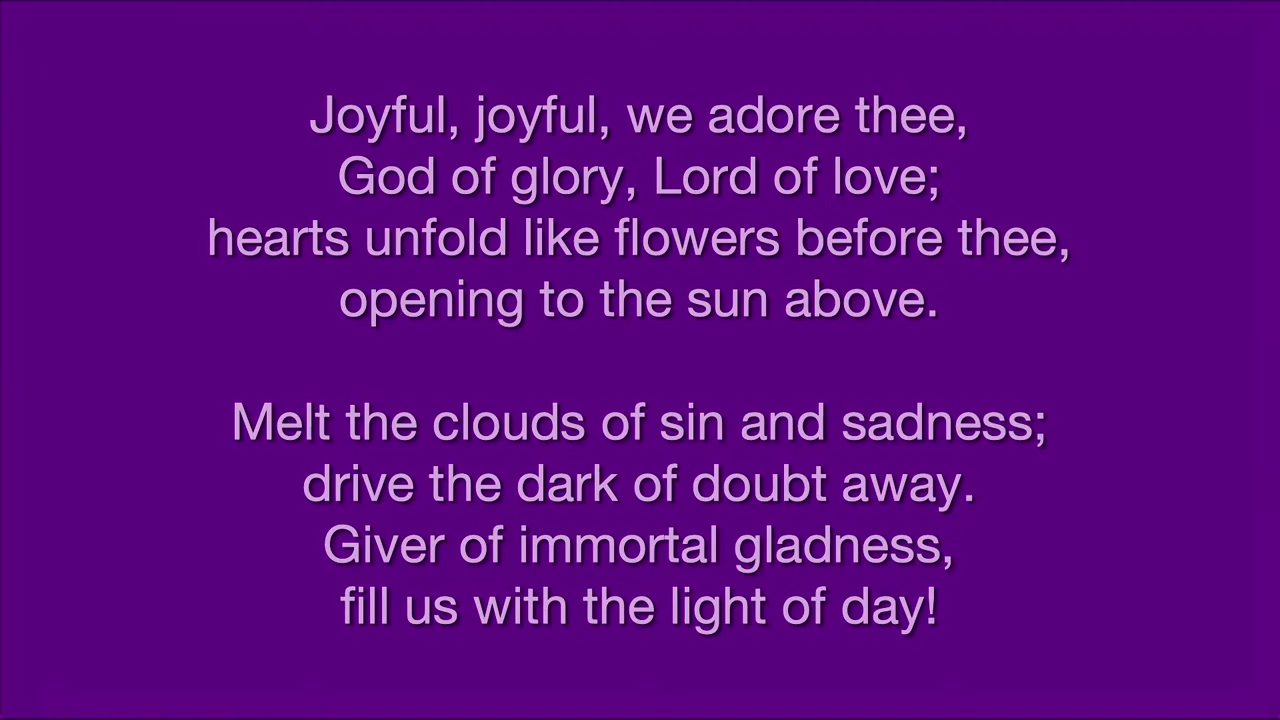 Joyful, joyful, we adore thee,
God of glory, Lord of love;
hearts unfold like flowers before thee,
opening to the sun above.
Melt the clouds of sin and sadness;
drive the dark of doubt away.
Giver of immortal gladness,
fill us with the light of day!